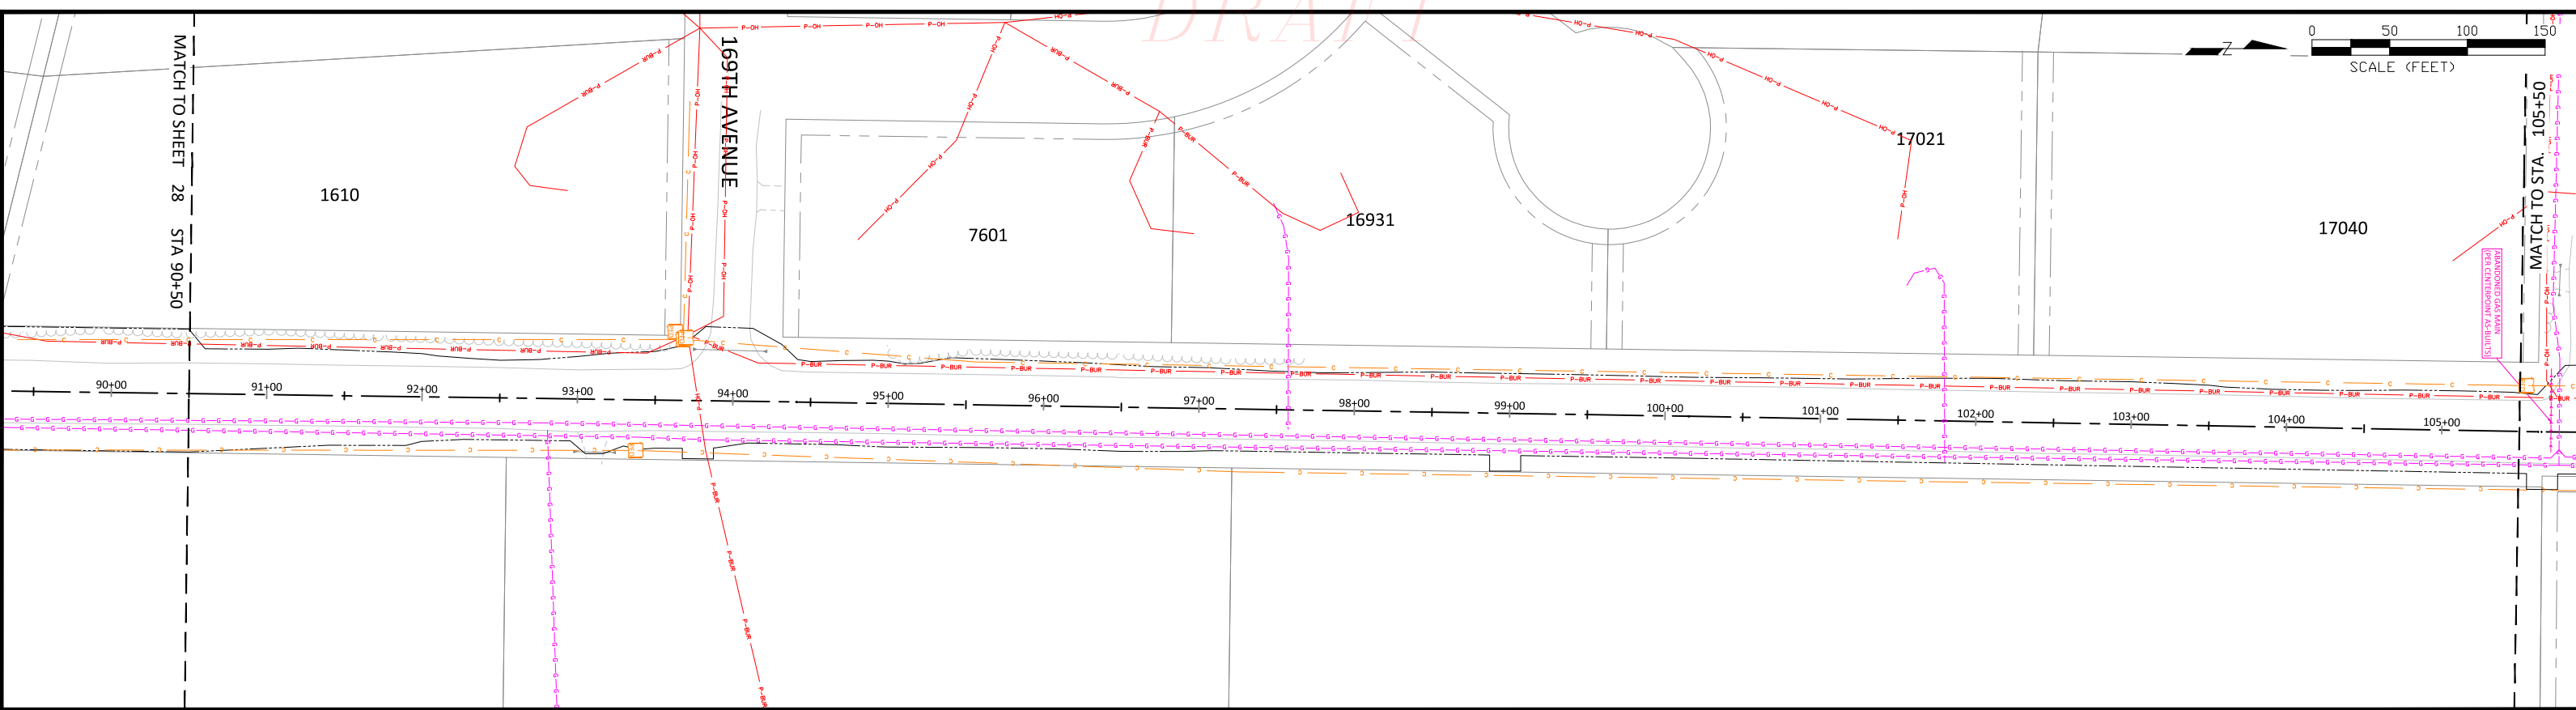 DRAFT
MATCH TO SHEET 28 STA 90+50
169TH AVENUE
1610
7601
16931
17021
17040
Z
0 50 100 150
SCALE (FEET)
MATCH TO STA. 105+50
ABANDONED GAS MAIN
(PER CENTERPOINT AS-BUILTS)
90+00 91+00 92+00 93+00 94+00 95+00 96+00 97+00 98+00 99+00 100+00 101+00 102+00 103+00 104+00 105+00
P-OH
P-BUR
C
G